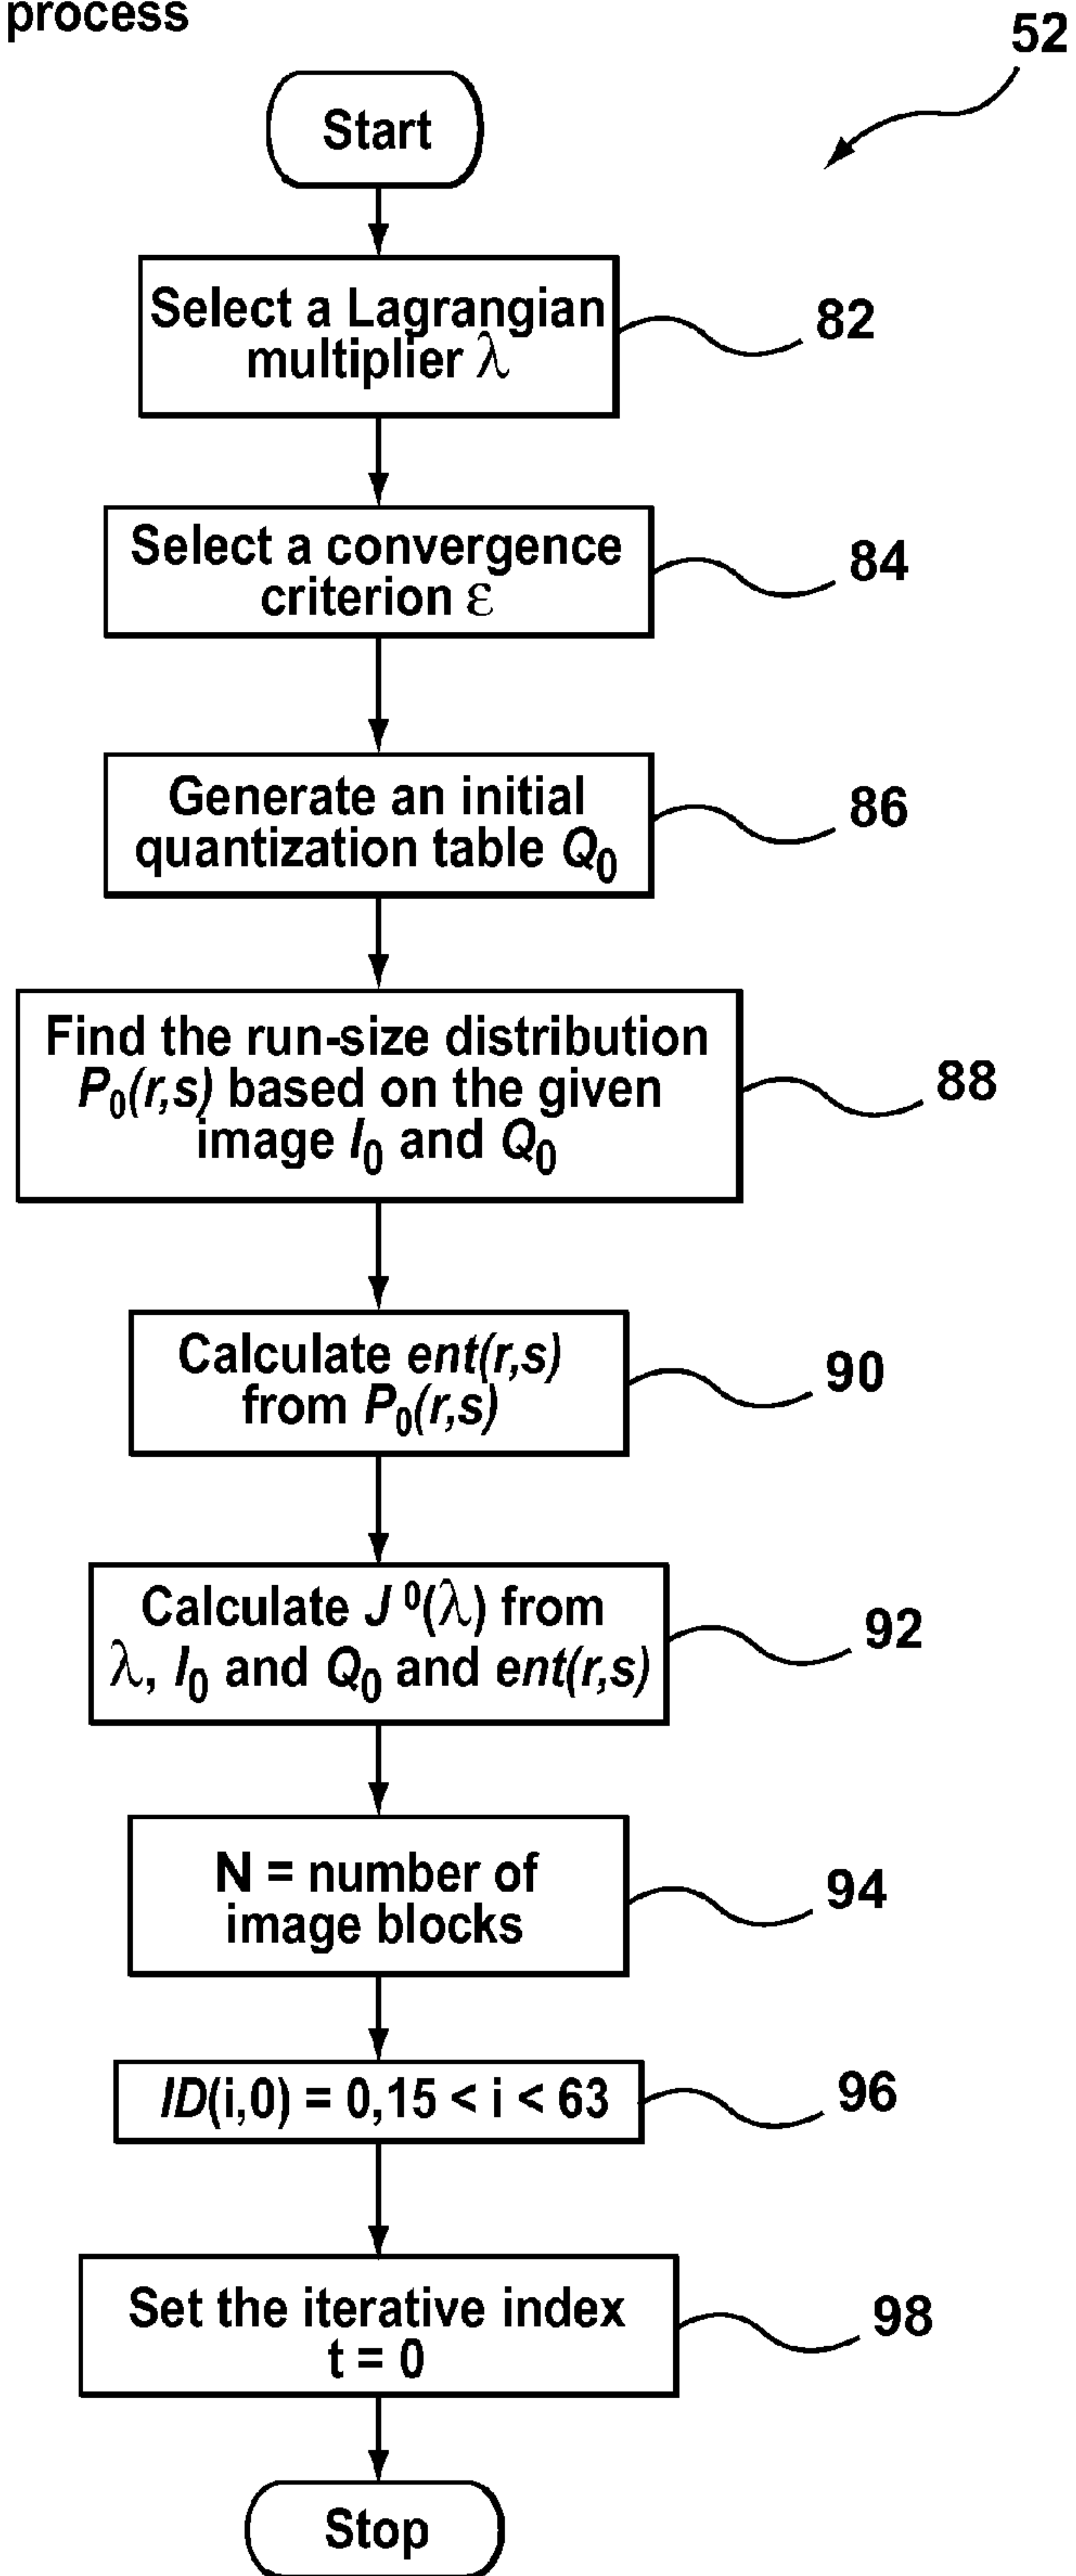 process
52
Start
Select a Lagrangian
multiplier λ
82
Select a convergence
criterion ε
84
Generate an initial
quantization table Q₀
86
Find the run-size distribution
P₀(r,s) based on the given
image I₀ and Q₀
88
Calculate ent(r,s)
from P₀(r,s)
90
Calculate J⁰(λ) from
λ, I₀ and Q₀ and ent(r,s)
92
N = number of
image blocks
94
ID(i,0) = 0,15 < i < 63
96
Set the iterative index
t = 0
98
Stop